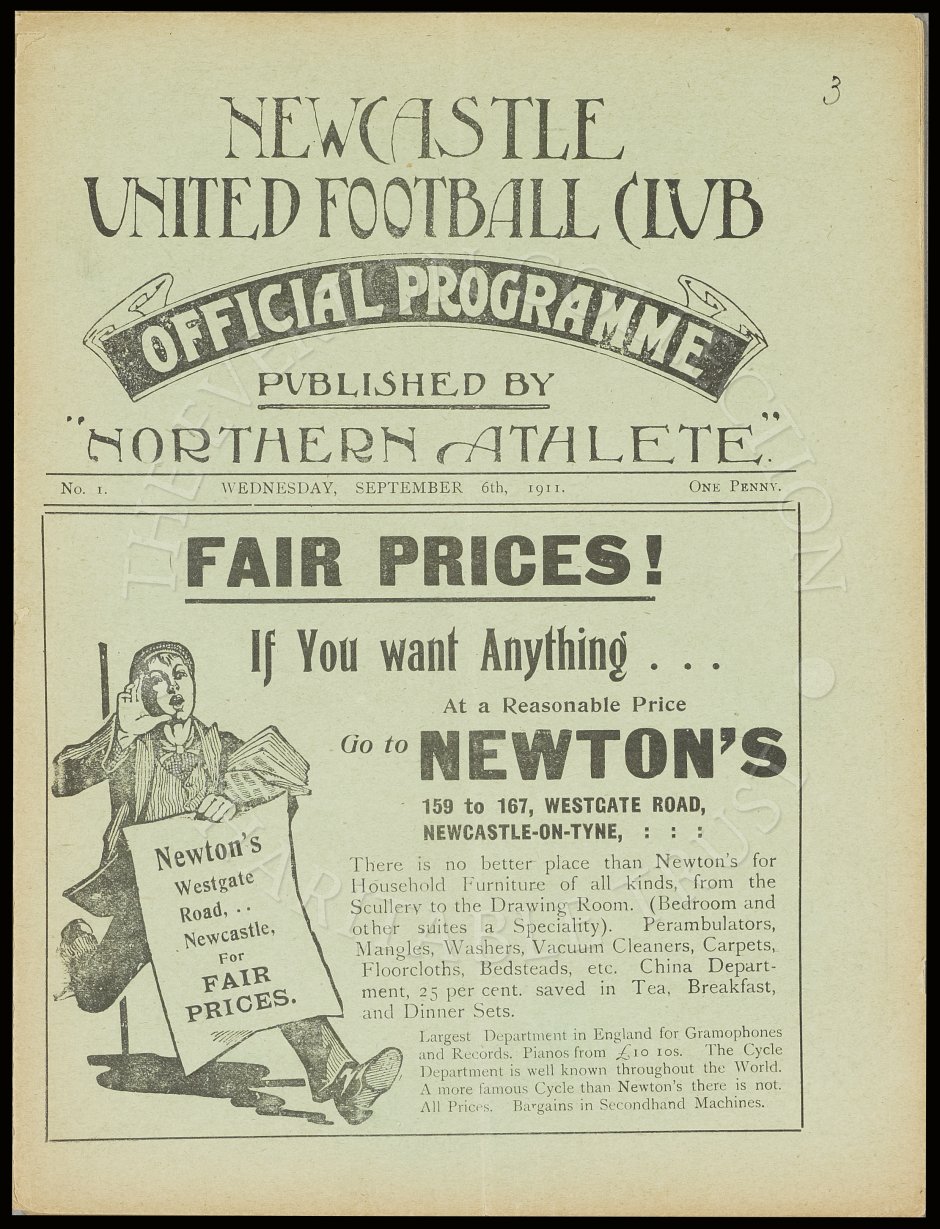 3
NEWCASTLE
UNITED FOOTBALL CLUB
OFFICIAL PROGRAMME
PUBLISHED BY
"NORTHERN ATHLETE."
No. 1. WEDNESDAY, SEPTEMBER 6th, 1911. ONE PENNY.
FAIR PRICES!
If You want Anything . . .
At a Reasonable Price
Go to NEWTON'S
159 to 167, WESTGATE ROAD,
NEWCASTLE-ON-TYNE, : : :
There is no better place than Newton's for
Household Furniture of all kinds, from the
Scullery to the Drawing Room. (Bedroom and
other suites a Speciality). Perambulators,
Mangles, Washers, Vacuum Cleaners, Carpets,
Floorcloths, Bedsteads, etc. China Depart-
ment, 25 per cent. saved in Tea, Breakfast,
and Dinner Sets.
Largest Department in England for Gramophones
and Records. Pianos from £10 10s. The Cycle
Department is well known throughout the World.
A more famous Cycle than Newton's there is not.
All Prices. Bargains in Secondhand Machines.
Newton's
Westgate
Road, ..
Newcastle,
For
FAIR
PRICES.